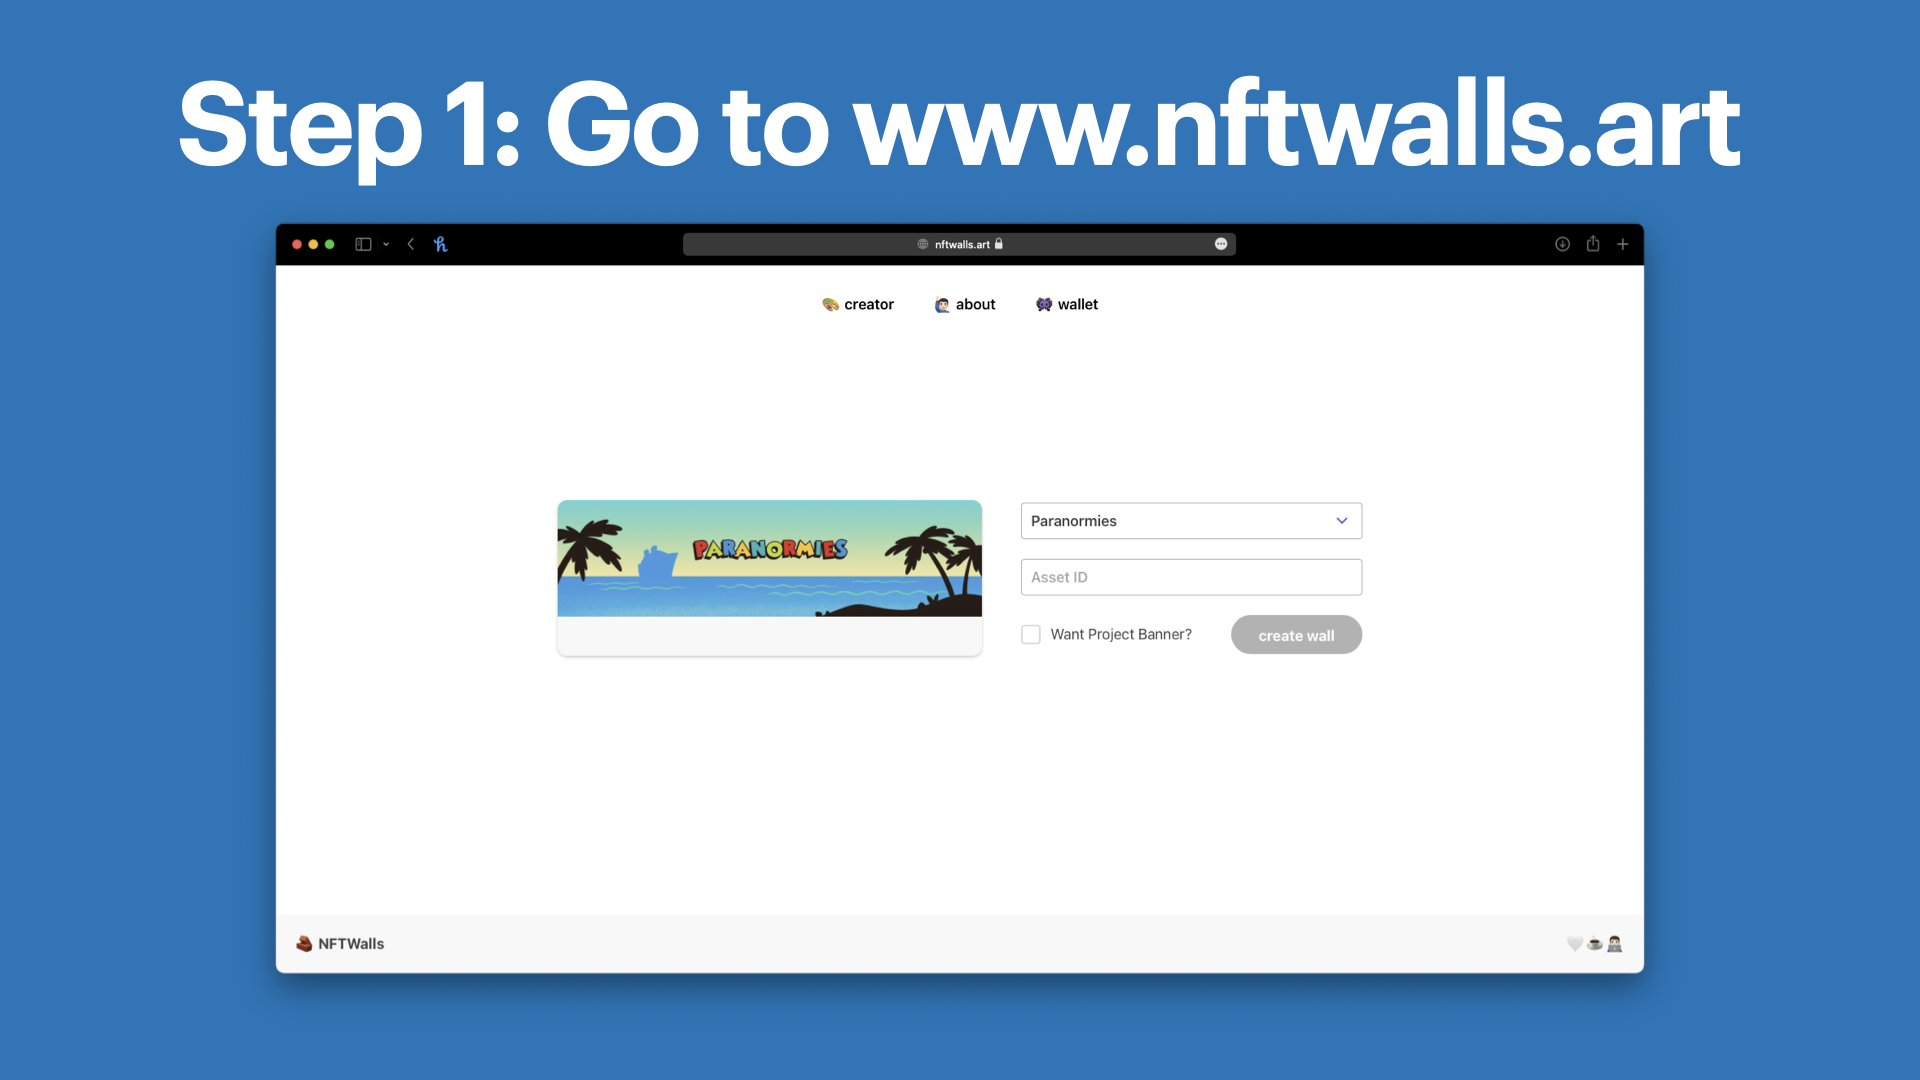 Step 1: Go to www.nftwalls.art
nftwalls.art
creator
about
wallet
PARANORMIES
Paranormies
Asset ID
Want Project Banner?
create wall
NFTWalls